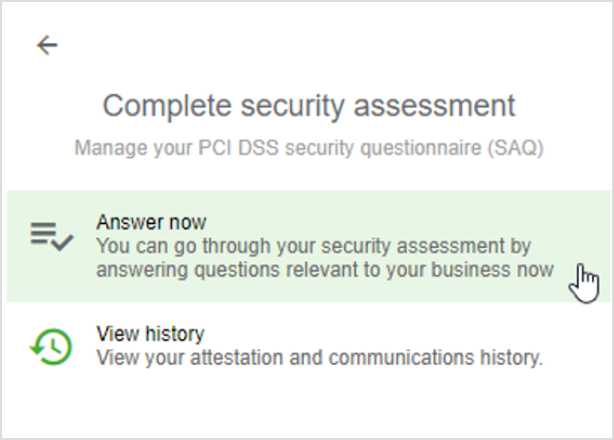 Complete security assessment
Manage your PCI DSS security questionnaire (SAQ)
Answer now
You can go through your security assessment by
answering questions relevant to your business now
View history
View your attestation and communications history.